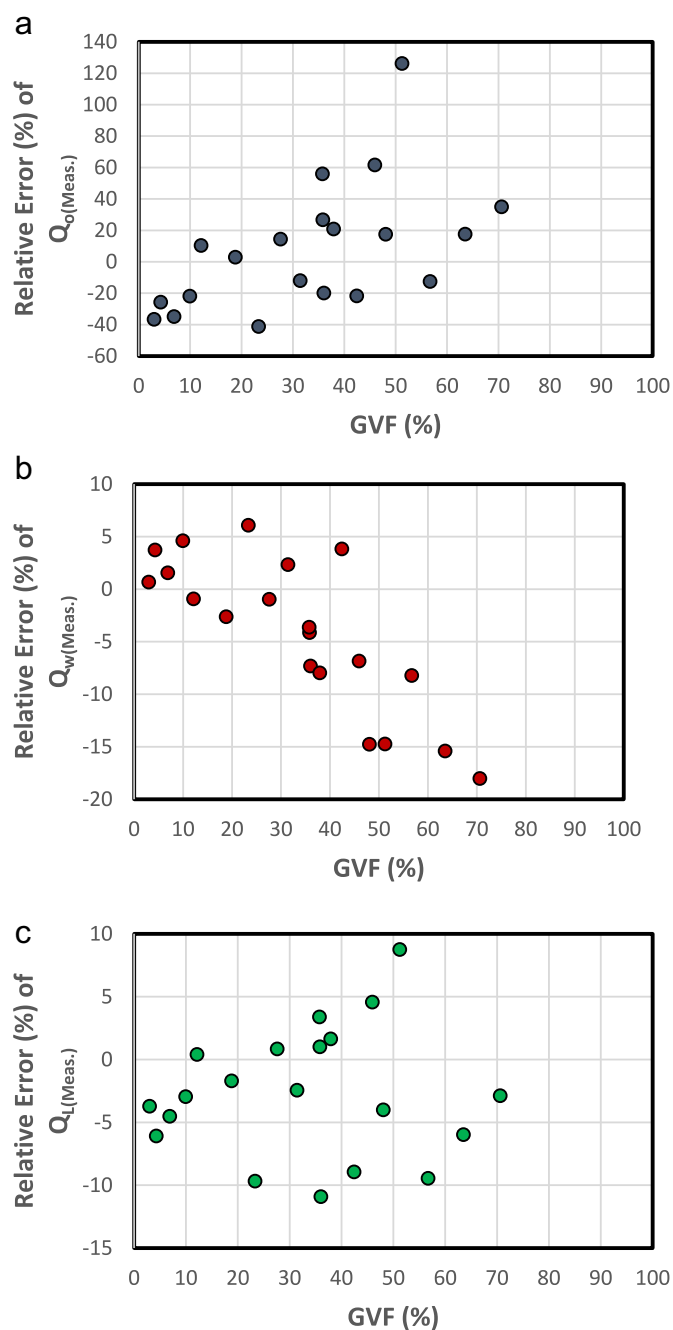 a
Relative Error (%) of
Qo(Meas.)
140
120
100
80
60
40
20
0
-20
-40
-60
0 10 20 30 40 50 60 70 80 90 100
GVF (%)
b
Relative Error (%) of
Qw(Meas.)
10
5
0
-5
-10
-15
-20
0 10 20 30 40 50 60 70 80 90 100
GVF (%)
c
Relative Error (%) of
QL(Meas.)
10
5
0
-5
-10
-15
0 10 20 30 40 50 60 70 80 90 100
GVF (%)